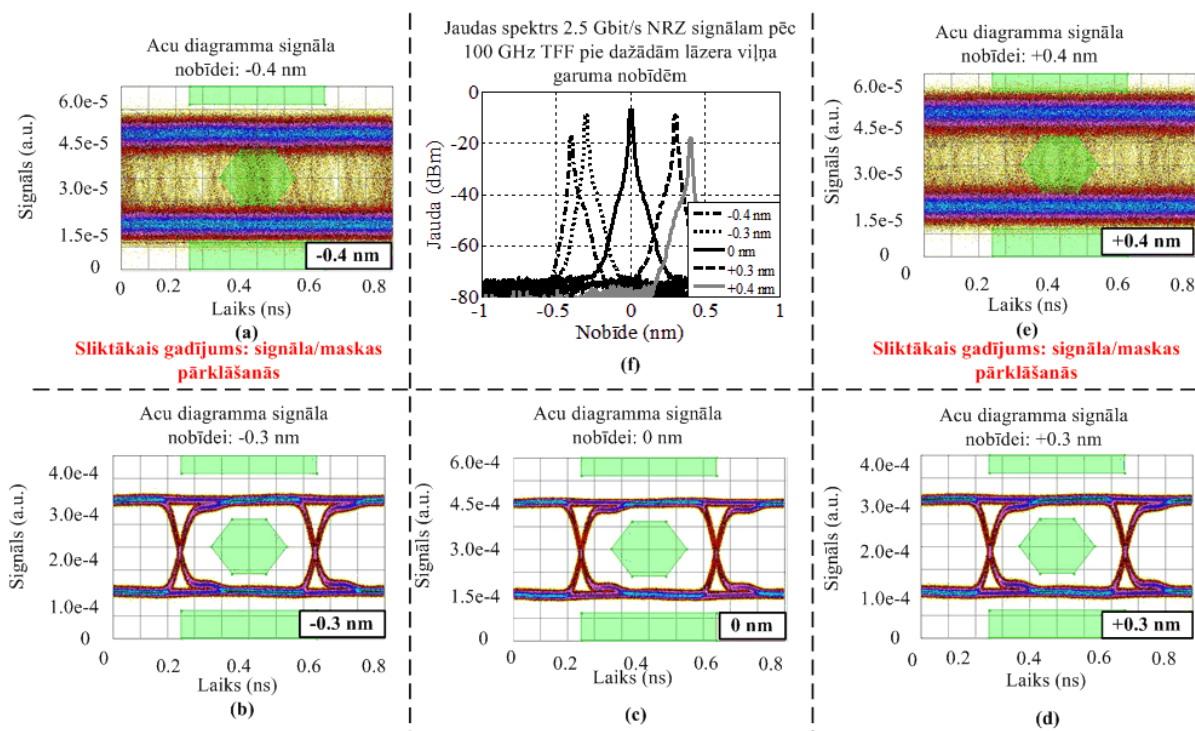 Acu diagramma signāla
nobīdei: -0.4 nm
Signāls (a.u.)
6.0e-5
4.5e-5
3.0e-5
1.5e-5
0
-0.4 nm
0 0.2 0.4 0.6 0.8
Laiks (ns)
(a)
Sliktākais gadījums: signāla/maskas
pārklāšanās
Jaudas spektrs 2.5 Gbit/s NRZ signālam pēc
100 GHz TFF pie dažādām lāzera viļņa
garuma nobīdēm
Jauda (dBm)
0
-20
-40
-60
-80
-0.4 nm
-0.3 nm
0 nm
+0.3 nm
+0.4 nm
-1 -0.5 0 0.5 1
Nobīde (nm)
(f)
Acu diagramma signāla
nobīdei: +0.4 nm
Signāls (a.u.)
6.0e-5
4.5e-5
3.0e-5
1.5e-5
0
+0.4 nm
0 0.2 0.4 0.6 0.8
Laiks (ns)
(e)
Sliktākais gadījums: signāla/maskas
pārklāšanās
Acu diagramma signāla
nobīdei: -0.3 nm
Signāls (a.u.)
4.0e-4
3.0e-4
2.0e-4
1.0e-4
0
-0.3 nm
0 0.2 0.4 0.6 0.8
Laiks (ns)
(b)
Acu diagramma signāla
nobīdei: 0 nm
Signāls (a.u.)
6.0e-4
4.5e-4
3.0e-4
1.5e-4
0
0 nm
0 0.2 0.4 0.6 0.8
Laiks (ns)
(c)
Acu diagramma signāla
nobīdei: +0.3 nm
Signāls (a.u.)
4.0e-4
3.0e-4
2.0e-4
1.0e-4
0
+0.3 nm
0 0.2 0.4 0.6 0.8
Laiks (ns)
(d)